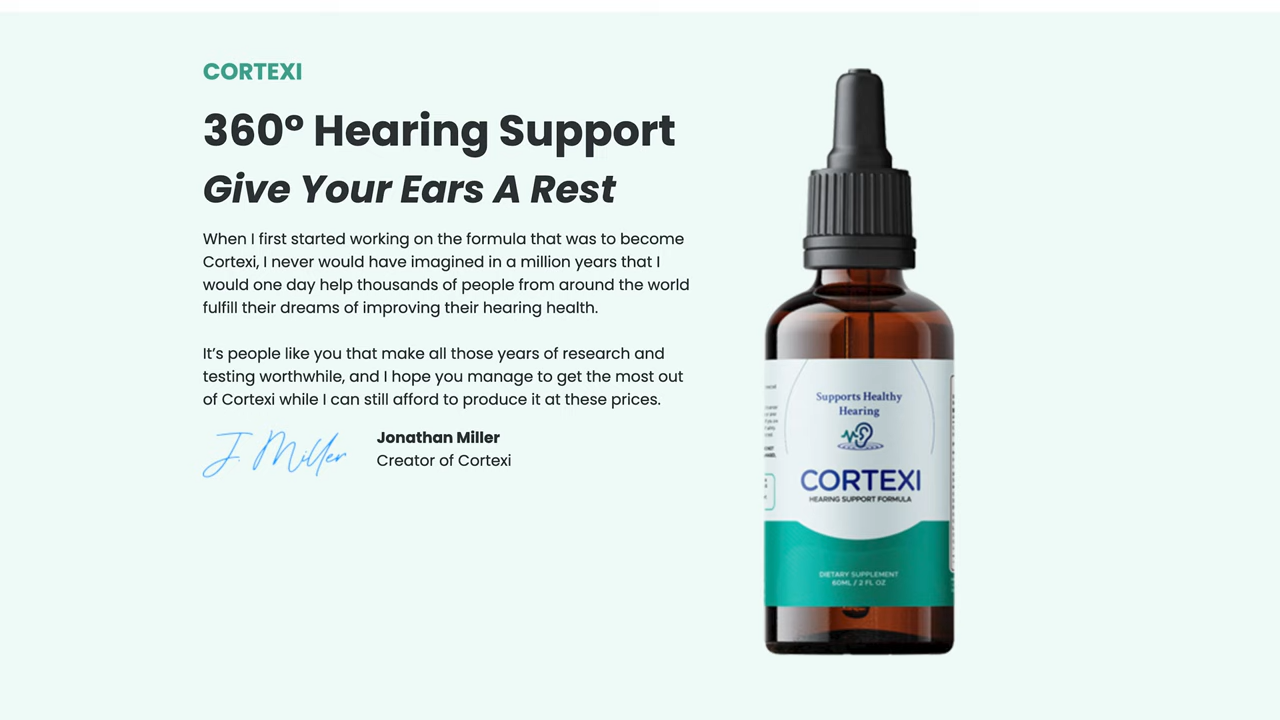 CORTEXI
360° Hearing Support
Give Your Ears A Rest
When I first started working on the formula that was to become
Cortexi, I never would have imagined in a million years that I
would one day help thousands of people from around the world
fulfill their dreams of improving their hearing health.
It’s people like you that make all those years of research and
testing worthwhile, and I hope you manage to get the most out
of Cortexi while I can still afford to produce it at these prices.
J. Miller
Jonathan Miller
Creator of Cortexi
Supports Healthy
Hearing
CORTEXI
HEARING SUPPORT FORMULA
DIETARY SUPPLEMENT
60ML / 2 FL OZ